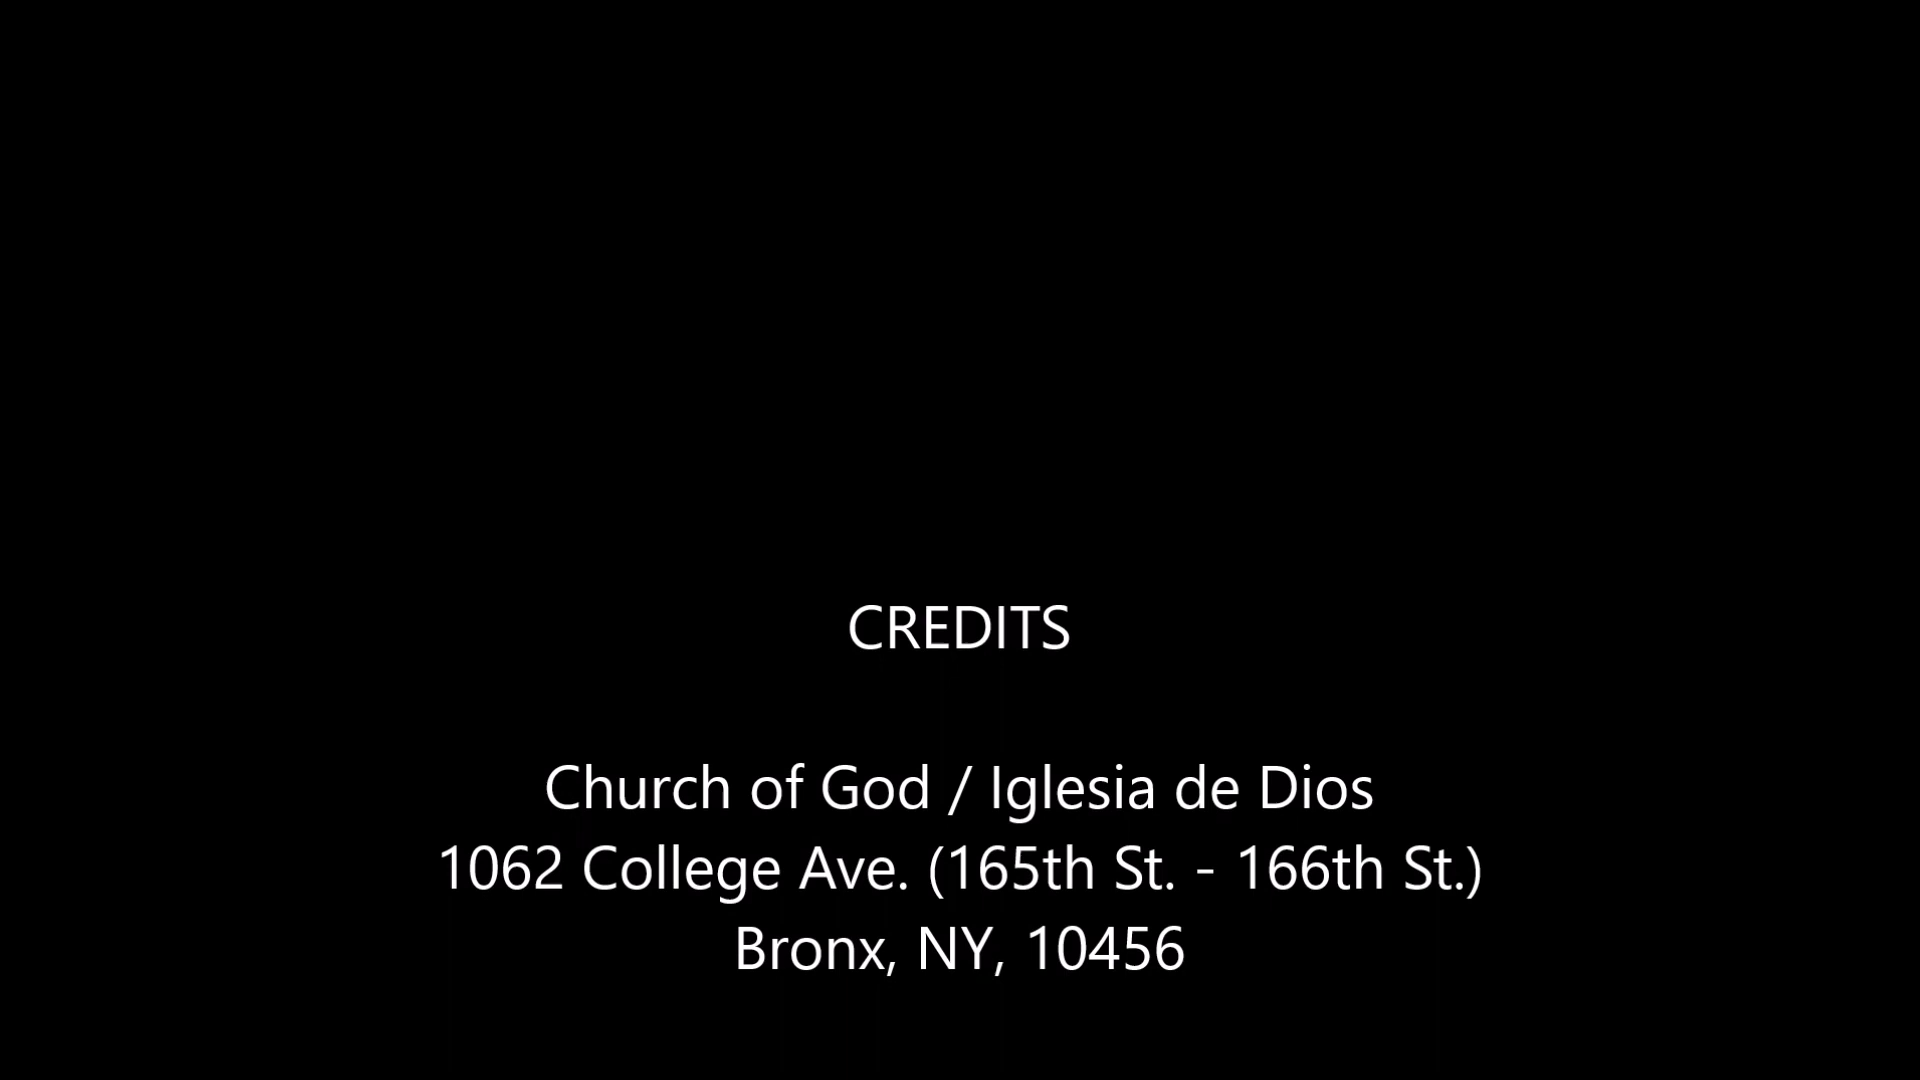 CREDITS
Church of God / Iglesia de Dios
1062 College Ave. (165th St. - 166th St.)
Bronx, NY, 10456